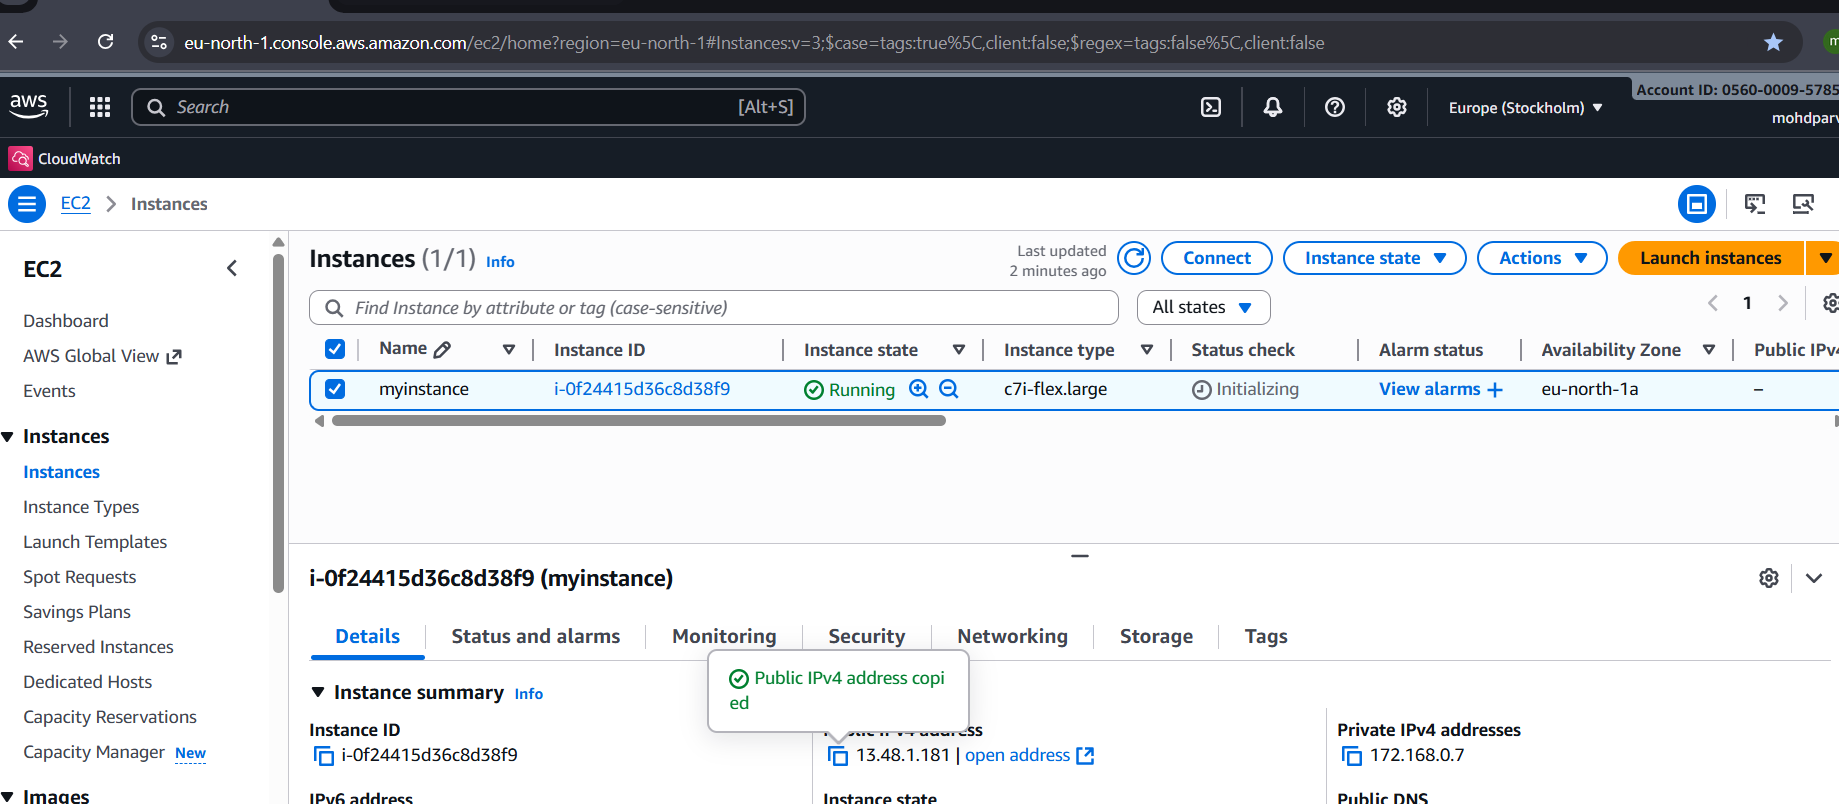 eu-north-1.console.aws.amazon.com/ec2/home?region=eu-north-1#Instances:v=3;$case=tags:true%5C,client:false;$regex=tags:false%5C,client:false
m
aws
Search
[Alt+S]
Europe (Stockholm)
Account ID: 0560-0009-5785
mohdparv
CloudWatch
EC2
Instances
EC2
Dashboard
AWS Global View
Events
Instances
Instances
Instance Types
Launch Templates
Spot Requests
Savings Plans
Reserved Instances
Dedicated Hosts
Capacity Reservations
Capacity Manager New
Images
Instances (1/1) Info
Last updated
2 minutes ago
Connect
Instance state
Actions
Launch instances
Find Instance by attribute or tag (case-sensitive)
All states
1
Name Instance ID Instance state Instance type Status check Alarm status Availability Zone Public IPv4
myinstance i-0f24415d36c8d38f9 Running c7i-flex.large Initializing View alarms + eu-north-1a –
i-0f24415d36c8d38f9 (myinstance)
Details Status and alarms Monitoring Security Networking Storage Tags
Public IPv4 address copi
ed
Instance summary Info
Instance ID
i-0f24415d36c8d38f9
address
13.48.1.181 | open address
Private IPv4 addresses
172.168.0.7
IPv6 address
Instance state
Public DNS